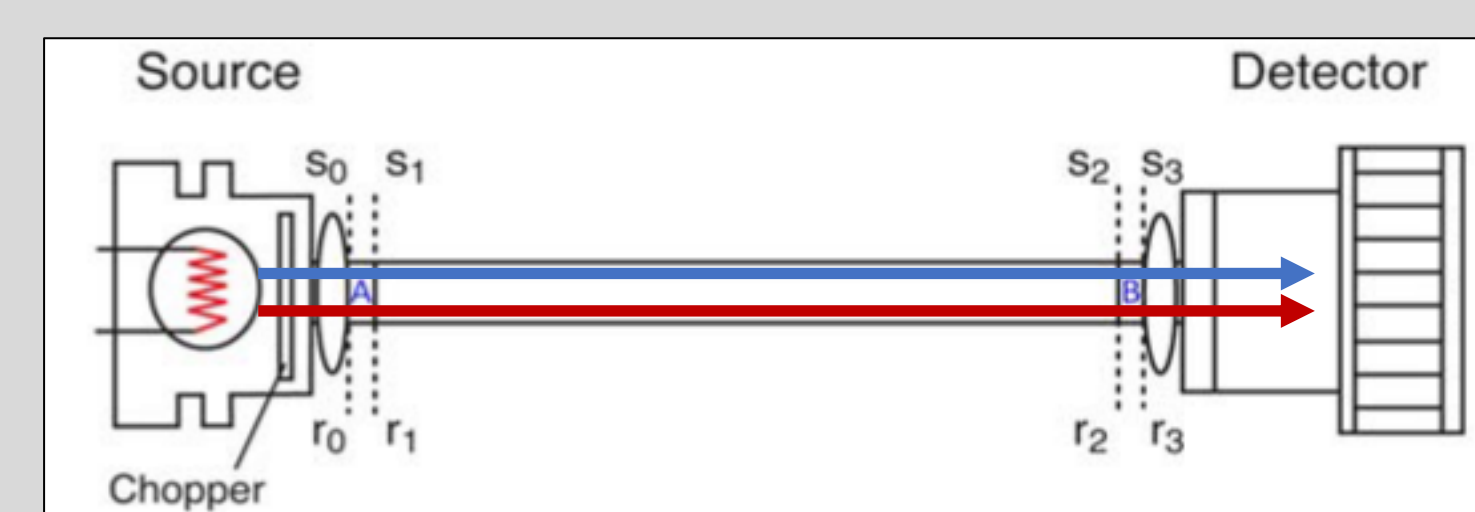 Source
Detector
s₀ s₁
s₂ s₃
A
B
r₀ r₁
r₂ r₃
Chopper